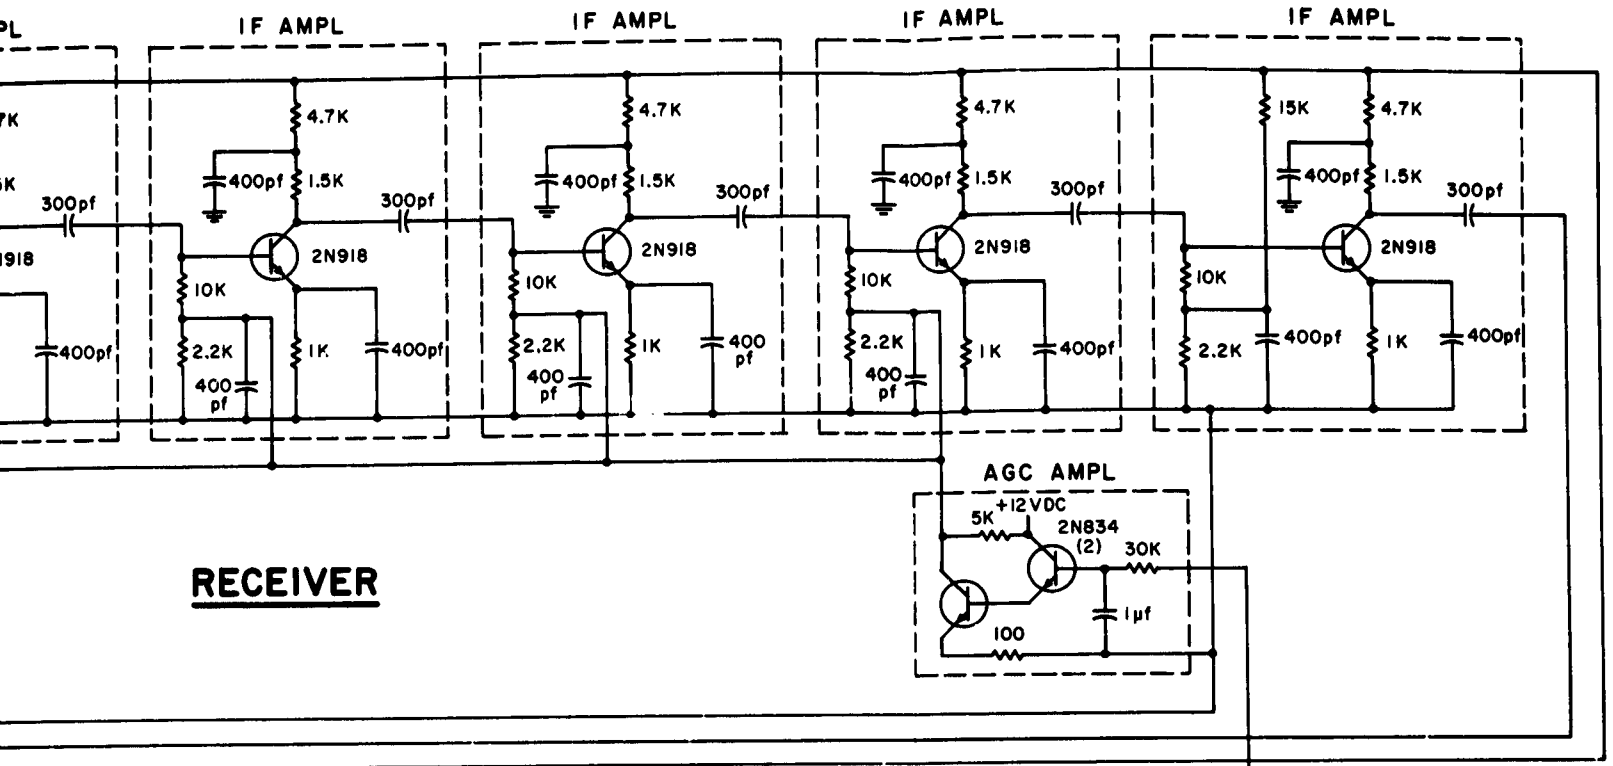 IF AMPL
IF AMPL
IF AMPL
IF AMPL
4.7K
400pf
1.5K
300pf
300pf
2N918
10K
2.2K
400
pf
1K
400pf
400pf
4.7K
400pf
1.5K
300pf
2N918
10K
2.2K
400
pf
1K
400
pf
4.7K
400pf
1.5K
300pf
2N918
10K
2.2K
400
pf
1K
400pf
15K
4.7K
400pf
1.5K
300pf
2N918
10K
2.2K
400pf
1K
400pf
AGC AMPL
+12VDC
5K
2N834
(2)
30K
1µf
100
RECEIVER